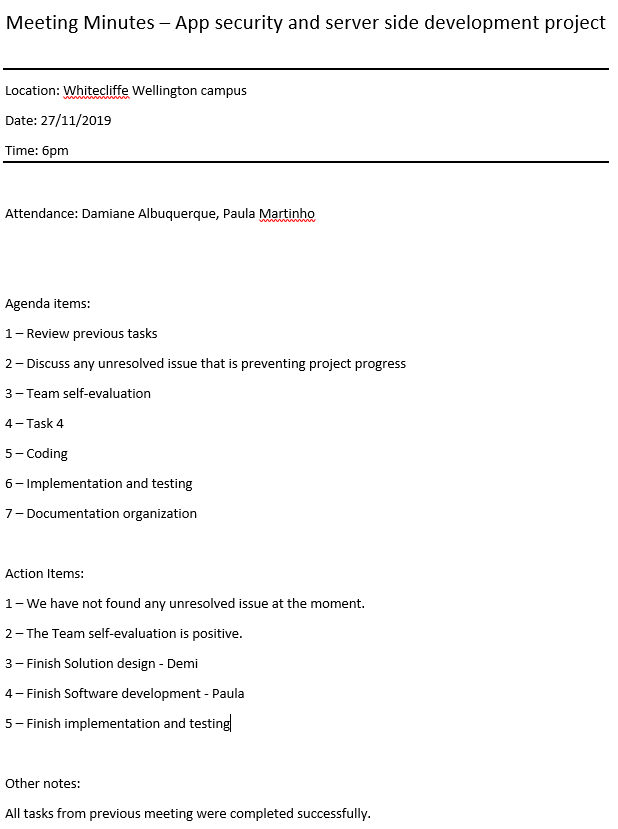 Meeting Minutes – App security and server side development project
Location: Whitecliffe Wellington campus
Date: 27/11/2019
Time: 6pm
Attendance: Damiane Albuquerque, Paula Martinho
Agenda items:
1 – Review previous tasks
2 – Discuss any unresolved issue that is preventing project progress
3 – Team self-evaluation
4 – Task 4
5 – Coding
6 – Implementation and testing
7 – Documentation organization
Action Items:
1 – We have not found any unresolved issue at the moment.
2 – The Team self-evaluation is positive.
3 – Finish Solution design - Demi
4 – Finish Software development - Paula
5 – Finish implementation and testing
Other notes:
All tasks from previous meeting were completed successfully.